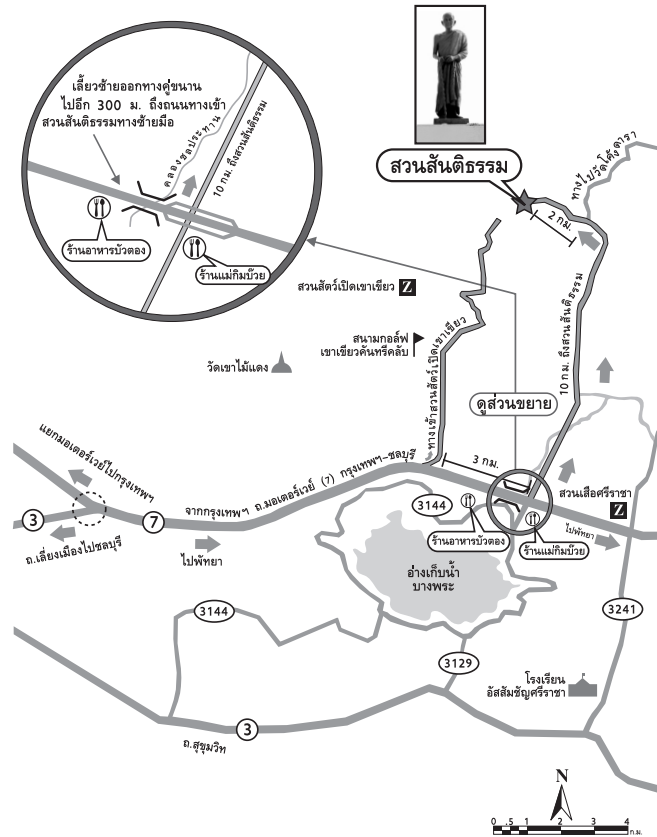 เลี้ยวซ้ายออกทางคู่ขนาน
ไปอีก 300 ม. ถึงถนนทางเข้า
สวนสันติธรรมทางซ้ายมือ
คลองชลประทาน
10 กม. ถึงสวนสันติธรรม
ร้านอาหารบัวตอง
ร้านแม่กิมบ๊วย
สวนสันติธรรม
ทางไปวัดโค้งดารา
2 กม.
สวนสัตว์เปิดเขาเขียว Z
สนามกอล์ฟ
เขาเขียวคันทรีคลับ
ทางเข้าสวนสัตว์เปิดเขาเขียว
10 กม. ถึงสวนสันติธรรม
วัดเขาไม้แดง
ดูส่วนขยาย
แยกมอเตอร์เวย์ไปกรุงเทพฯ
จากกรุงเทพฯ ถ.มอเตอร์เวย์ (7) กรุงเทพฯ-ชลบุรี
3 กม.
3144
สวนเสือศรีราชา
Z
3
7
ถ.เลี่ยงเมืองไปชลบุรี
ไปพัทยา
ร้านอาหารบัวตอง
ร้านแม่กิมบ๊วย
ไปพัทยา
อ่างเก็บน้ำ
บางพระ
3144
3241
3129
โรงเรียน
อัสสัมชัญศรีราชา
3
ถ.สุขุมวิท
N
0 .5 1 2 3 4
ก.ม.